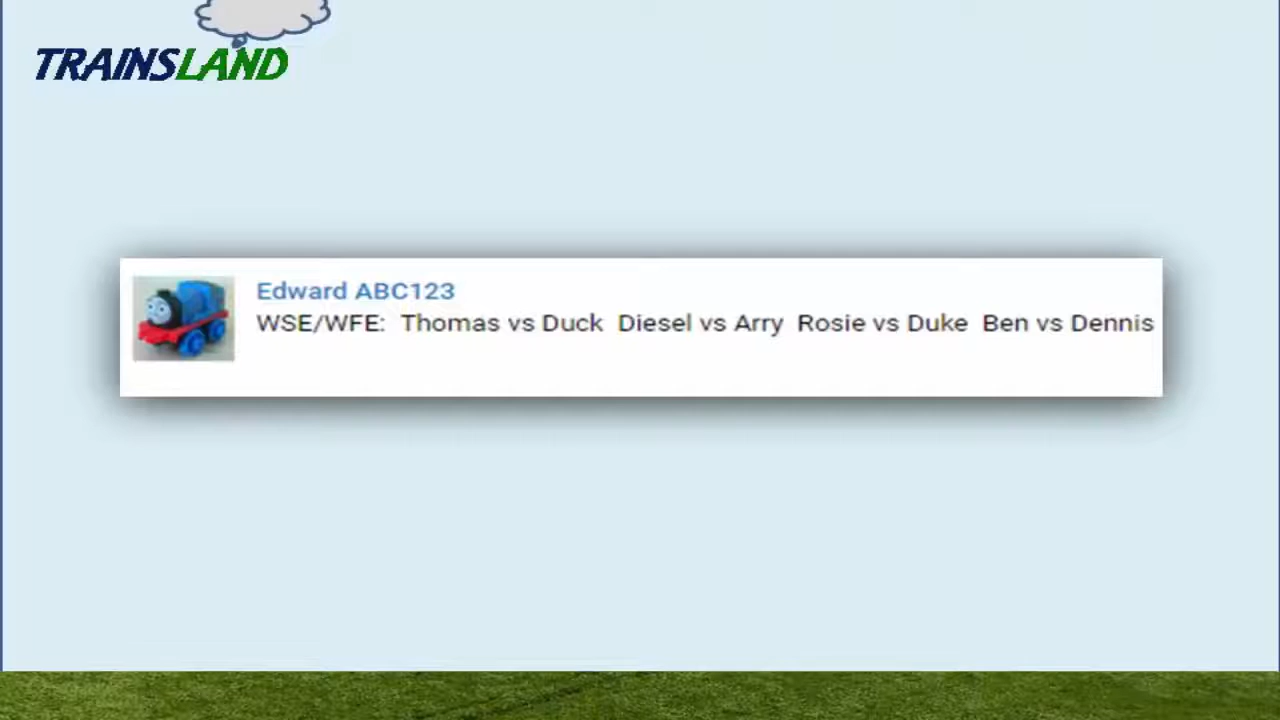 TRAINSLAND
Edward ABC123
WSE/WFE: Thomas vs Duck Diesel vs Arry Rosie vs Duke Ben vs Dennis